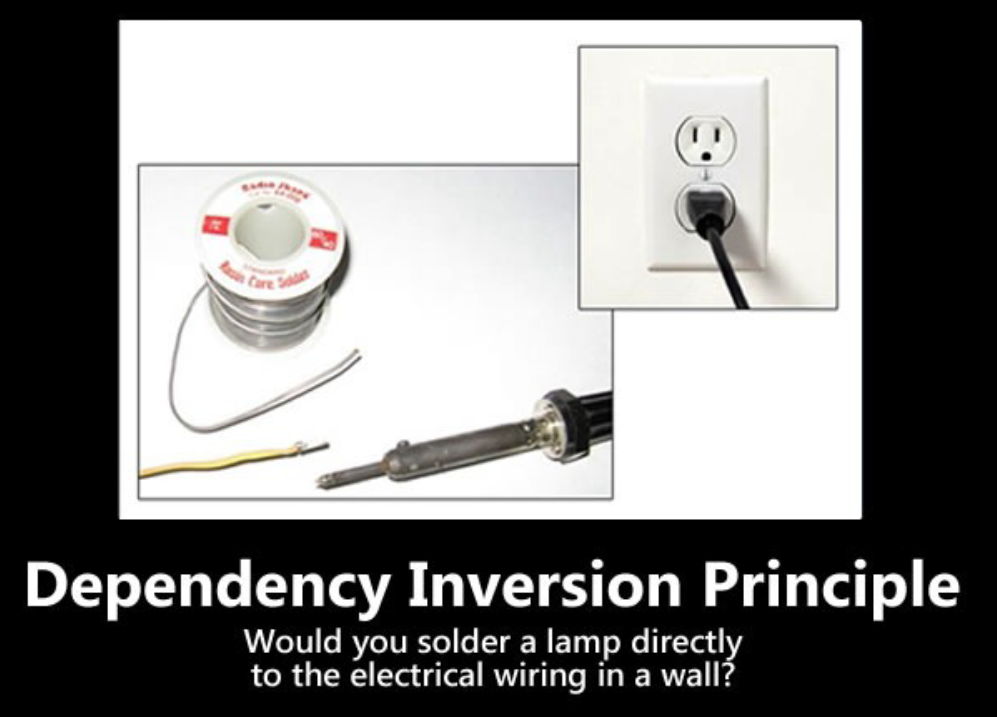 Radio Shack
Rosin Core Solder
Dependency Inversion Principle
Would you solder a lamp directly
to the electrical wiring in a wall?